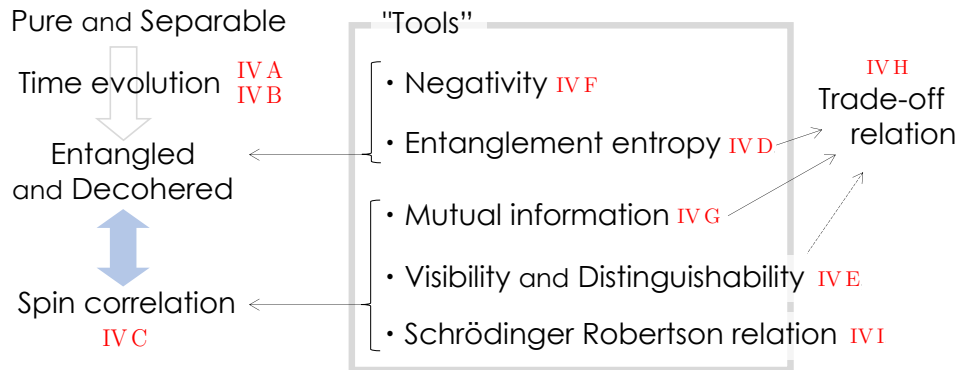 Pure and Separable
Time evolution IV A
IV B
Entangled
and Decohered
Spin correlation
IV C
"Tools”
・Negativity IV F
・Entanglement entropy IV D
・Mutual information IV G
・Visibility and Distinguishability IV E
・Schrödinger Robertson relation IV I
IV H
Trade-off
relation